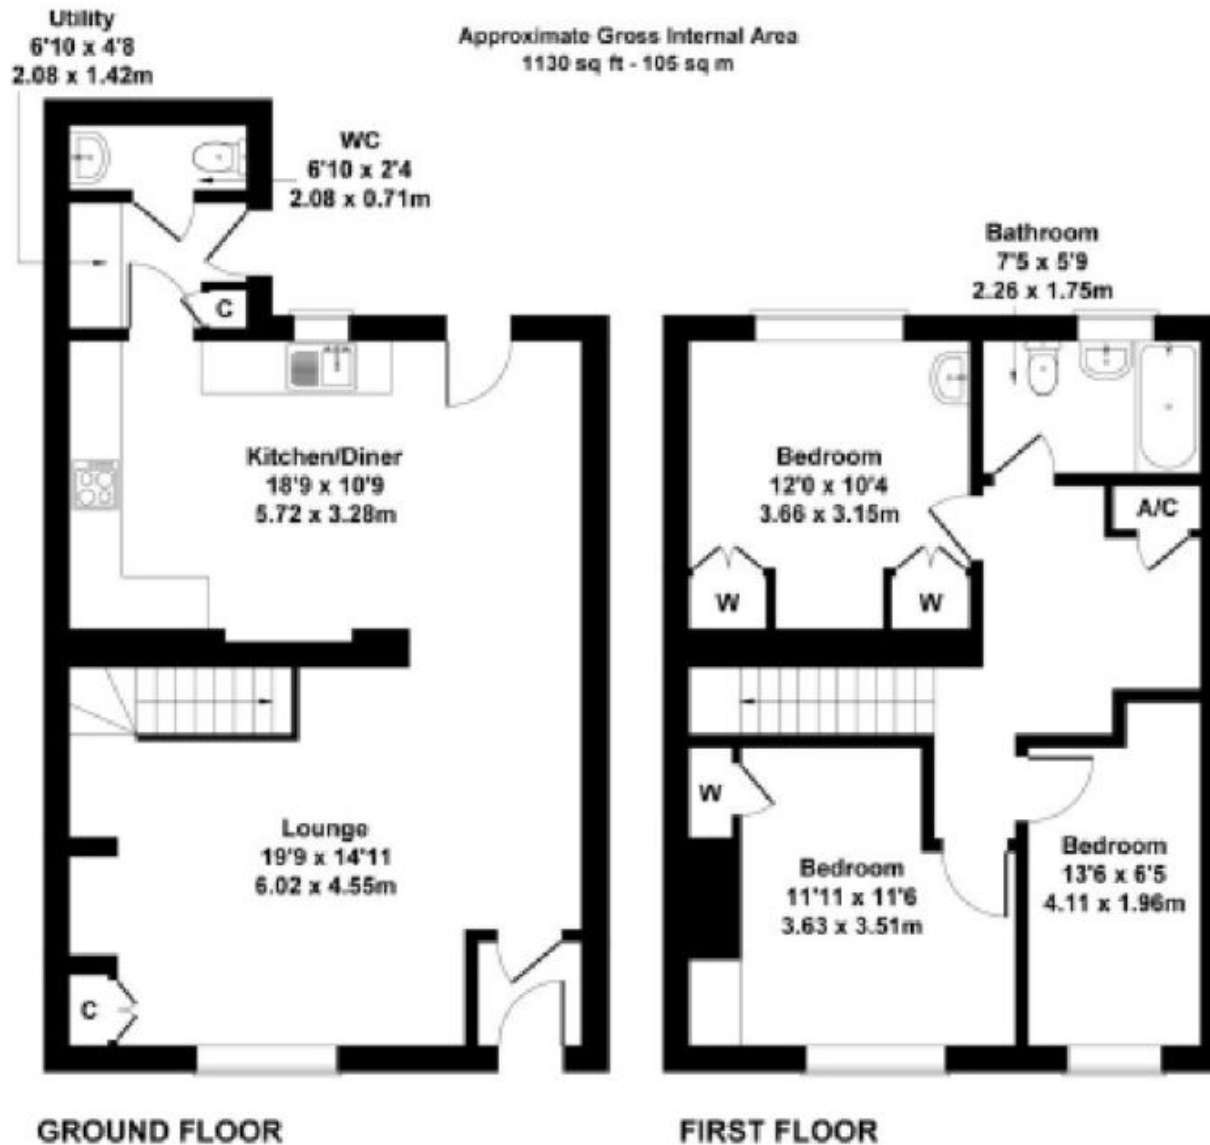 Utility
6'10 x 4'8
2.08 x 1.42m
Approximate Gross Internal Area
1130 sq ft - 105 sq m
WC
6'10 x 2'4
2.08 x 0.71m
C
Kitchen/Diner
18'9 x 10'9
5.72 x 3.28m
Lounge
19'9 x 14'11
6.02 x 4.55m
C
GROUND FLOOR
Bathroom
7'5 x 5'9
2.26 x 1.75m
Bedroom
12'0 x 10'4
3.66 x 3.15m
A/C
W
W
W
Bedroom
11'11 x 11'6
3.63 x 3.51m
Bedroom
13'6 x 6'5
4.11 x 1.96m
FIRST FLOOR